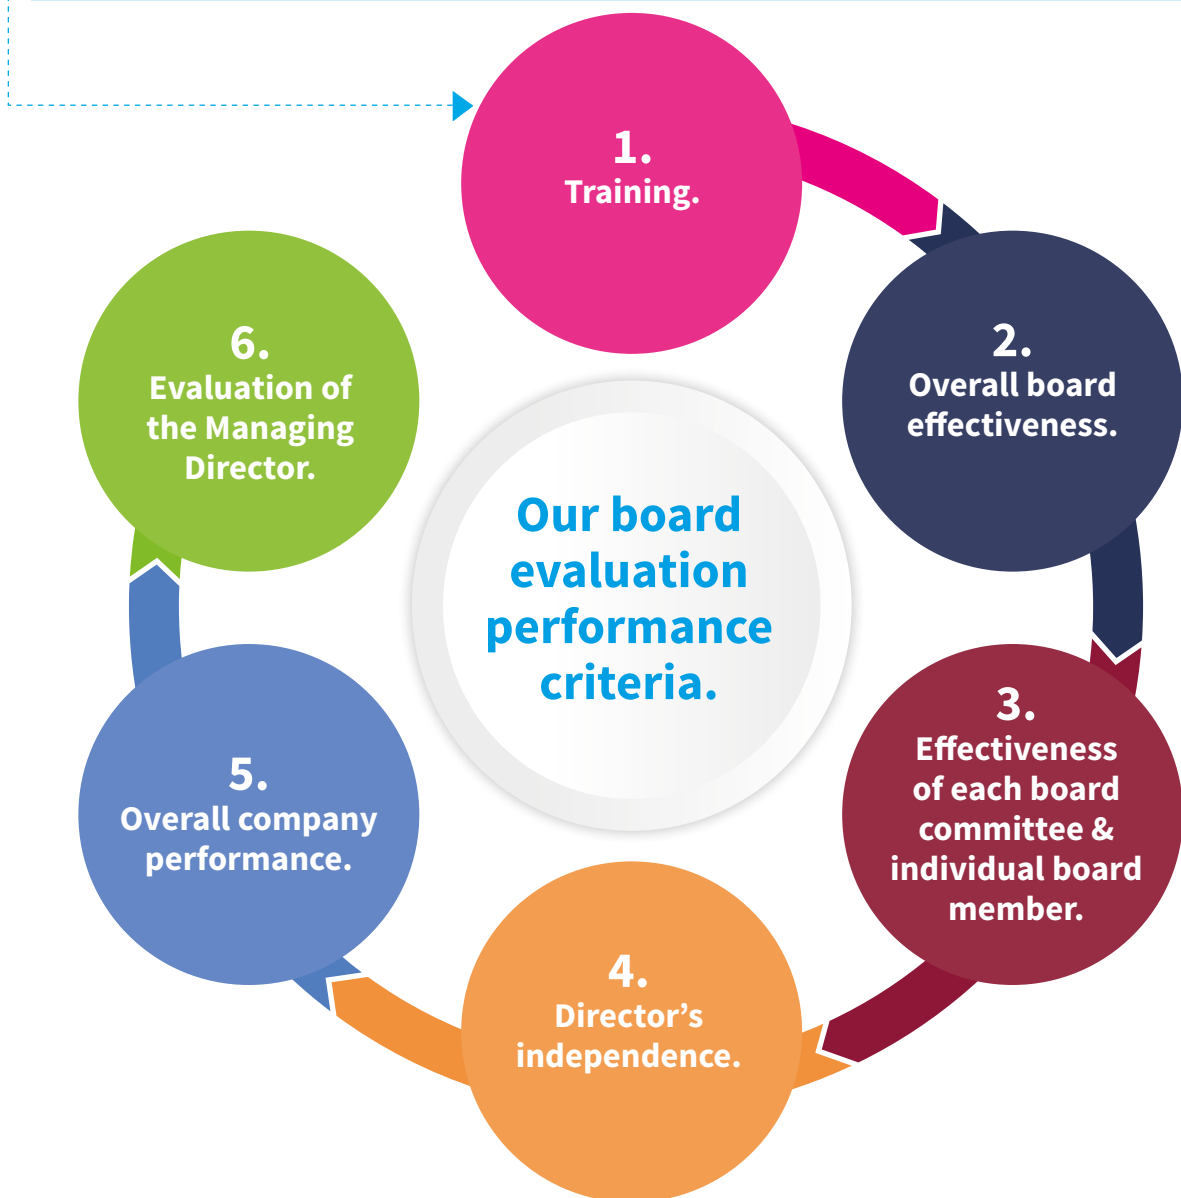 1.
Training.
2.
Overall board
effectiveness.
3.
Effectiveness
of each board
committee &
individual board
member.
4.
Director’s
independence.
5.
Overall company
performance.
6.
Evaluation of
the Managing
Director.
Our board
evaluation
performance
criteria.